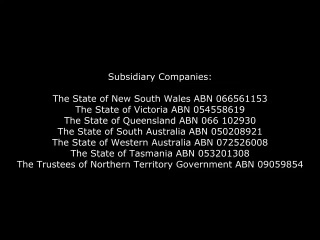 Subsidiary Companies:
The State of New South Wales ABN 066561153
The State of Victoria ABN 054558619
The State of Queensland ABN 066 102930
The State of South Australia ABN 050208921
The State of Western Australia ABN 072526008
The State of Tasmania ABN 053201308
The Trustees of Northern Territory Government ABN 09059854